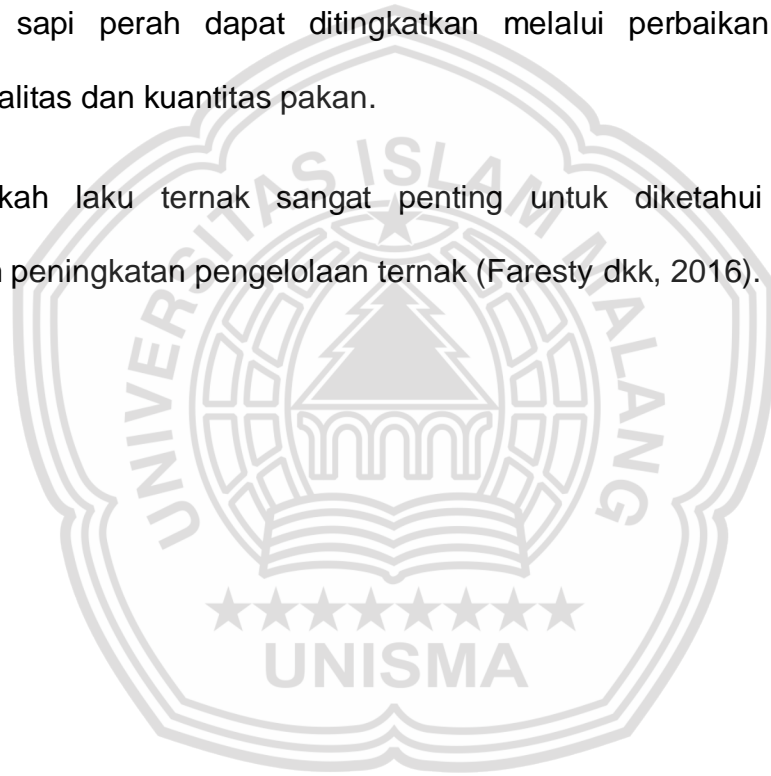 sapi perah dapat ditingkatkan melalui perbaikan
alitas dan kuantitas pakan.
kah laku ternak sangat penting untuk diketahui
peningkatan pengelolaan ternak (Faresty dkk, 2016).
UNIVERSITAS ISLAM MALANG
UNISMA